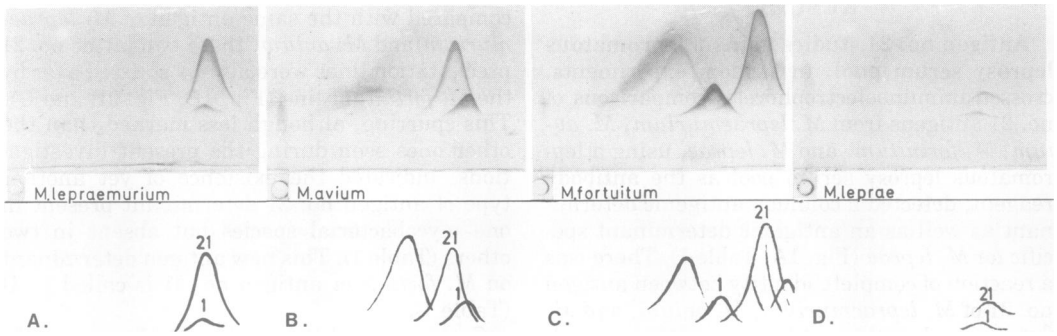 M.lepraemurium
M.avium
M.fortuitum
M.leprae
21
1
A.
21
1
B.
21
1
C.
21
1
D.